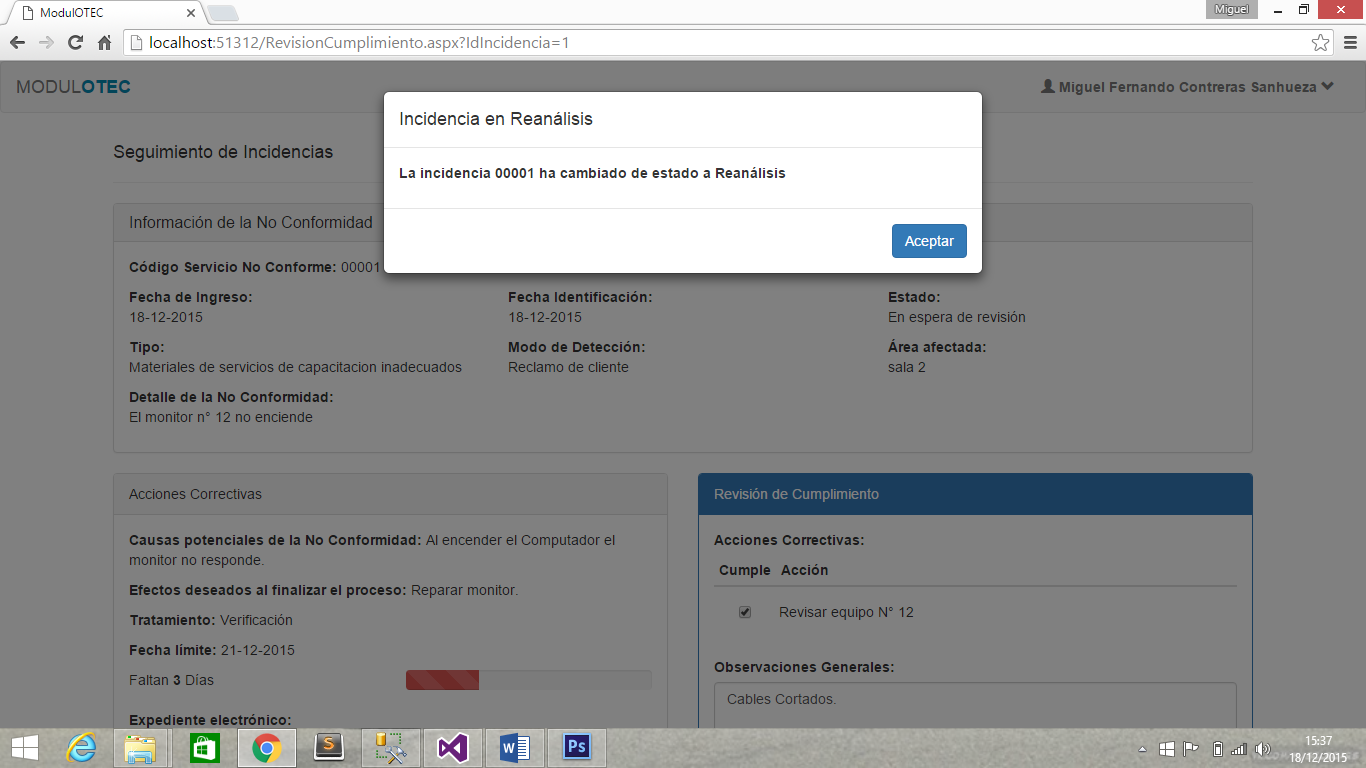 ModulOTEC
Miguel
localhost:51312/RevisionCumplimiento.aspx?IdIncidencia=1
MODULOTEC
Miguel Fernando Contreras Sanhueza
Incidencia en Reanálisis
La incidencia 00001 ha cambiado de estado a Reanálisis
Aceptar
Seguimiento de Incidencias
Información de la No Conformidad
Código Servicio No Conforme: 00001
Fecha de Ingreso: Fecha Identificación: Estado:
18-12-2015 18-12-2015 En espera de revisión
Tipo: Modo de Detección: Área afectada:
Materiales de servicios de capacitacion inadecuados Reclamo de cliente sala 2
Detalle de la No Conformidad:
El monitor n° 12 no enciende
Acciones Correctivas
Causas potenciales de la No Conformidad: Al encender el Computador el
monitor no responde.
Efectos deseados al finalizar el proceso: Reparar monitor.
Tratamiento: Verificación
Fecha límite: 21-12-2015
Faltan 3 Días
Expediente electrónico:
Revisión de Cumplimiento
Acciones Correctivas:
Cumple Acción
Revisar equipo N° 12
Observaciones Generales:
Cables Cortados.
S
W
Ps
15:37
18/12/2015